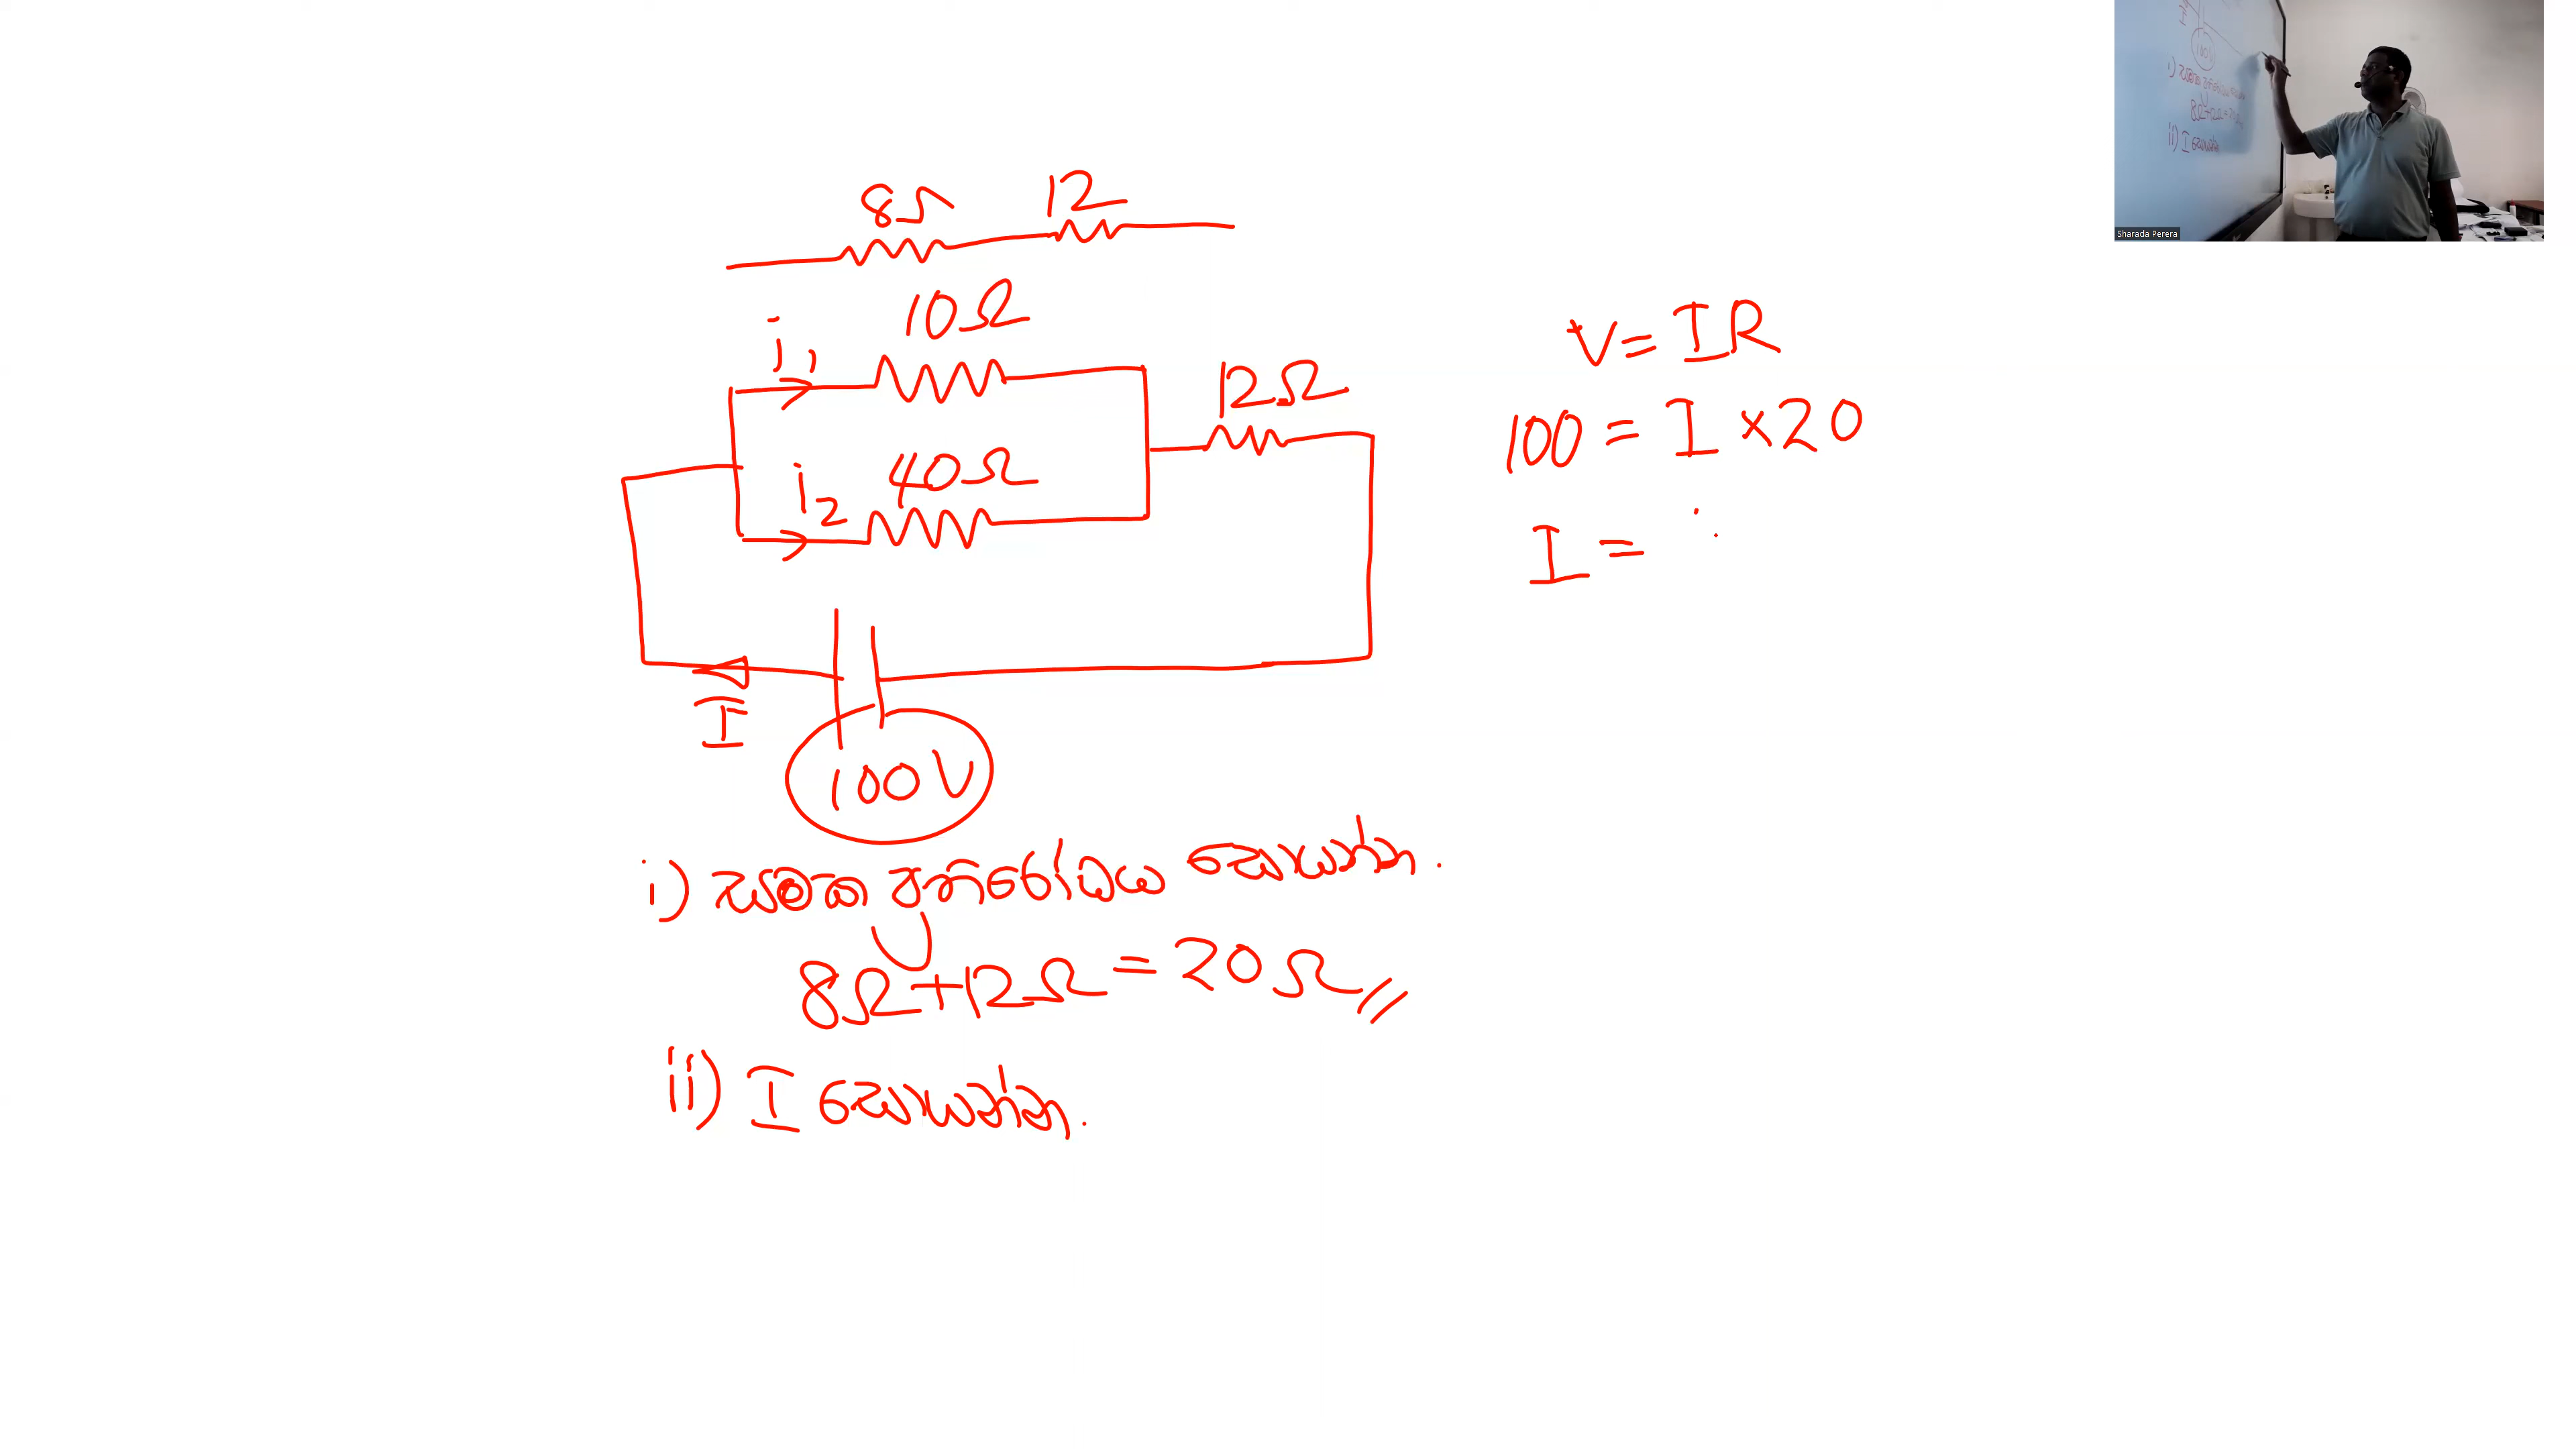 8Ω 12
10Ω
i₁
12Ω
40Ω
i₂
I
100V
i) සමක ප්‍රතිරෝධය සොයන්න.
8Ω+12Ω=20Ω
ii) I සොයන්න.
V=IR
100=I×20
I=
Sharada Perera